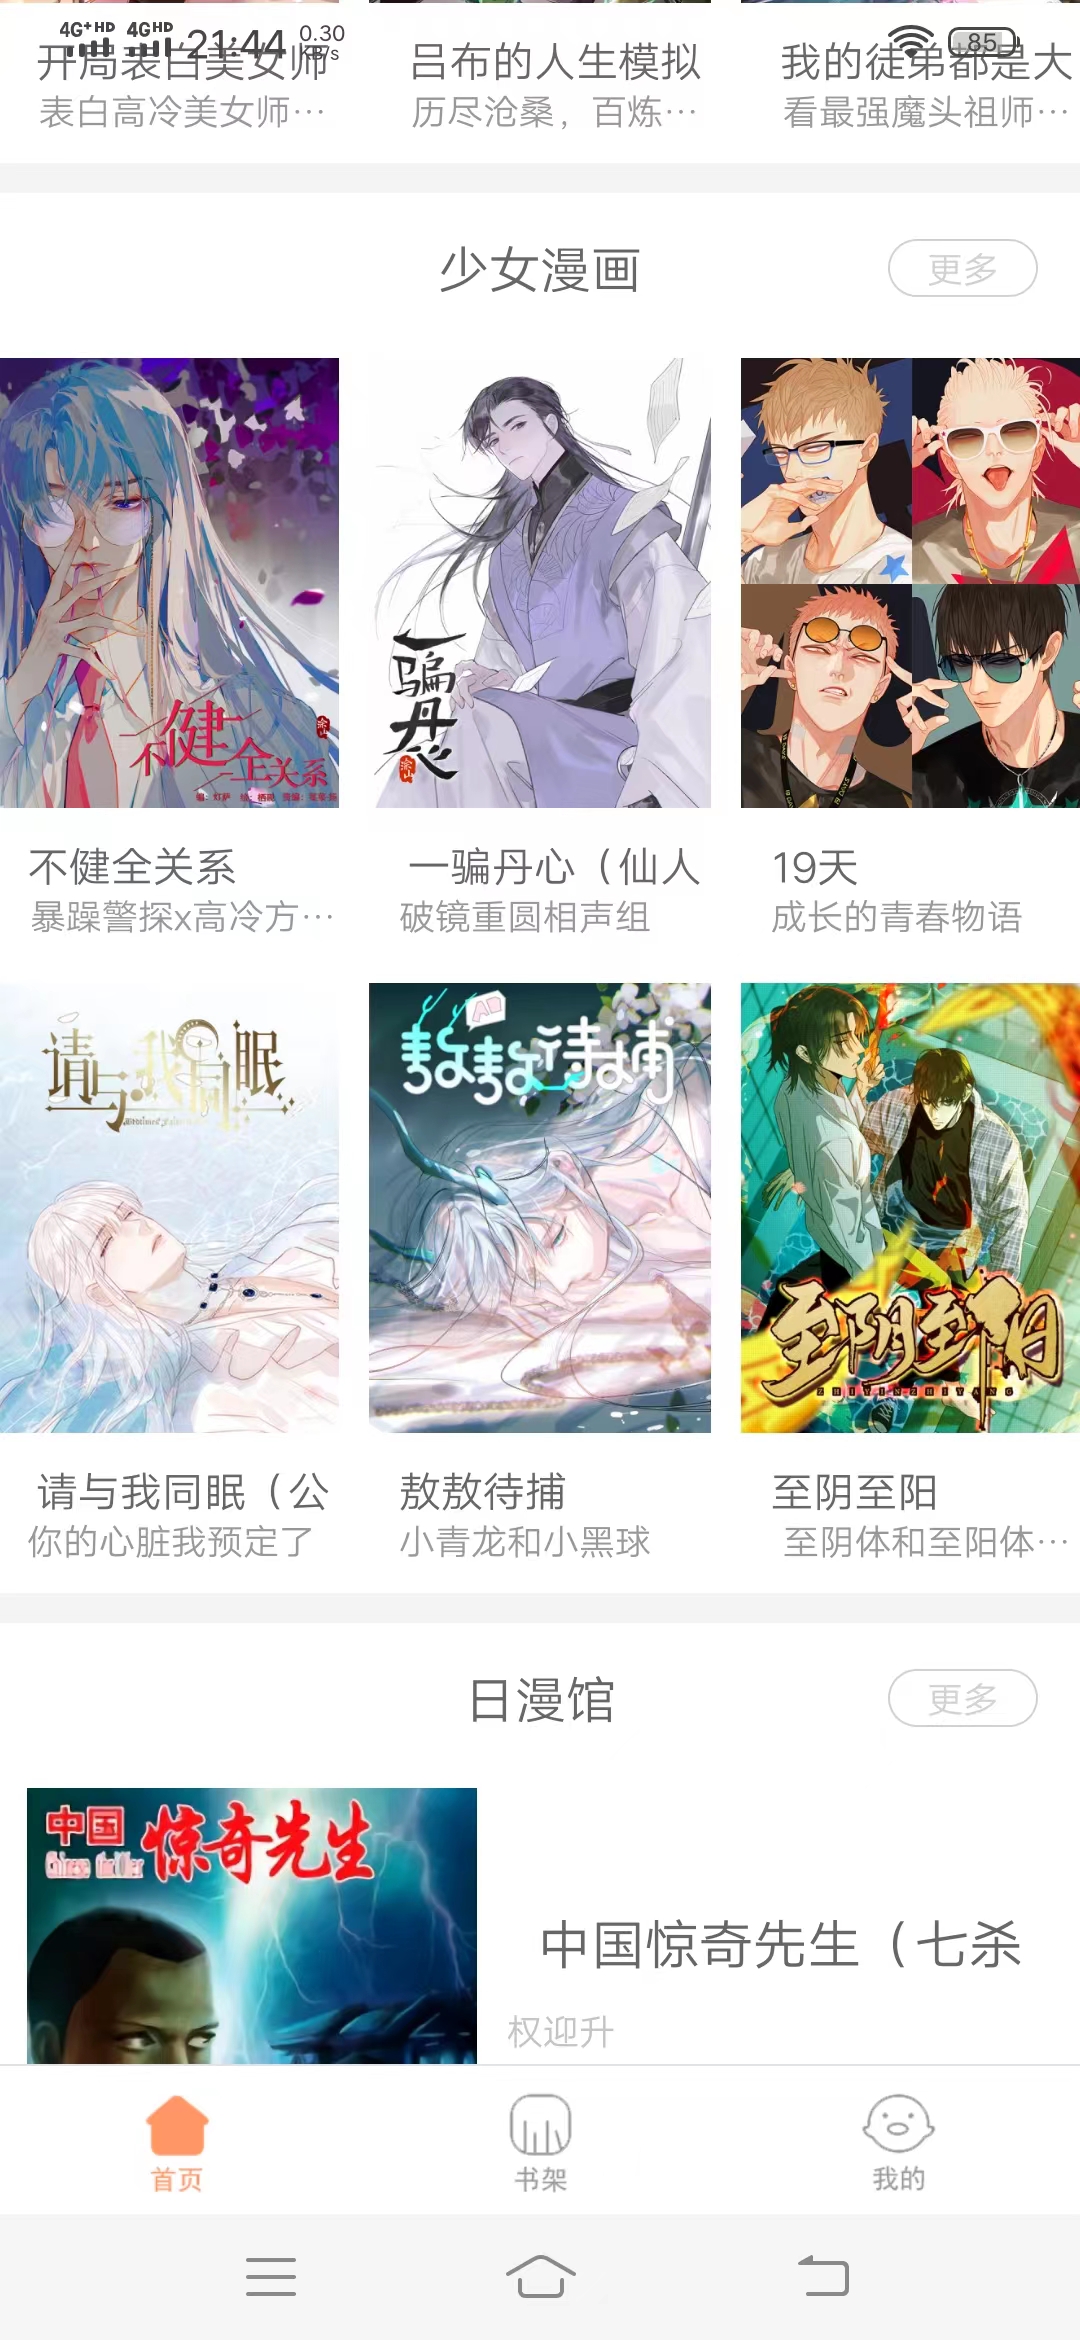 4G+HD 4GHD 21:44 0.30 KB/s 85
开局表白美女师 吕布的人生模拟 我的徒弟都是大
表白高冷美女师… 历尽沧桑，百炼… 看最强魔头祖师…
少女漫画 更多
不健全关系
一骗丹心
不健全关系 一骗丹心（仙人 19天
暴躁警探x高冷方… 破镜重圆相声组 成长的青春物语
请与我同眠
敖敖待捕
至阴至阳
ZHIYINZHIYANG
请与我同眠（公 敖敖待捕 至阴至阳
你的心脏我预定了 小青龙和小黑球 至阴体和至阳体…
日漫馆 更多
中国惊奇先生
Chinese thriller
中国惊奇先生（七杀
权迎升
首页 书架 我的